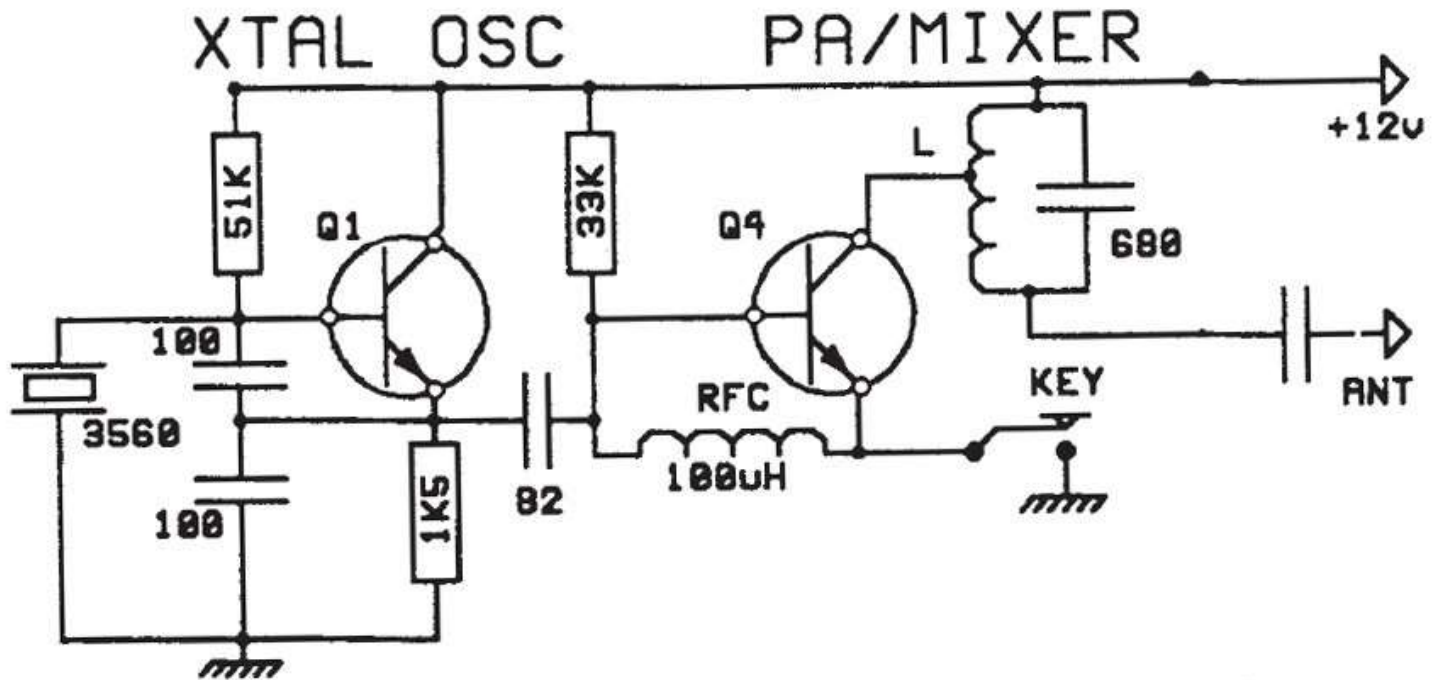 XTAL OSC
PA/MIXER
+12v
L
51K
Q1
33K
Q4
680
100
3560
RFC
KEY
ANT
100uH
100
1K5
82